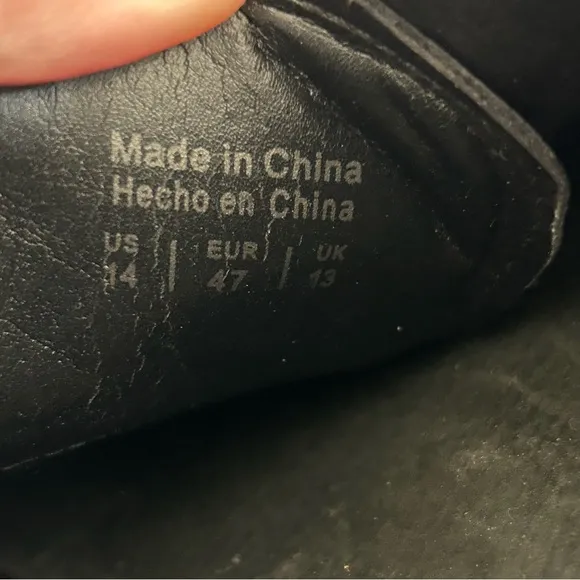 Made in China
Hecho en China
US | EUR | UK
14 | 47 | 13